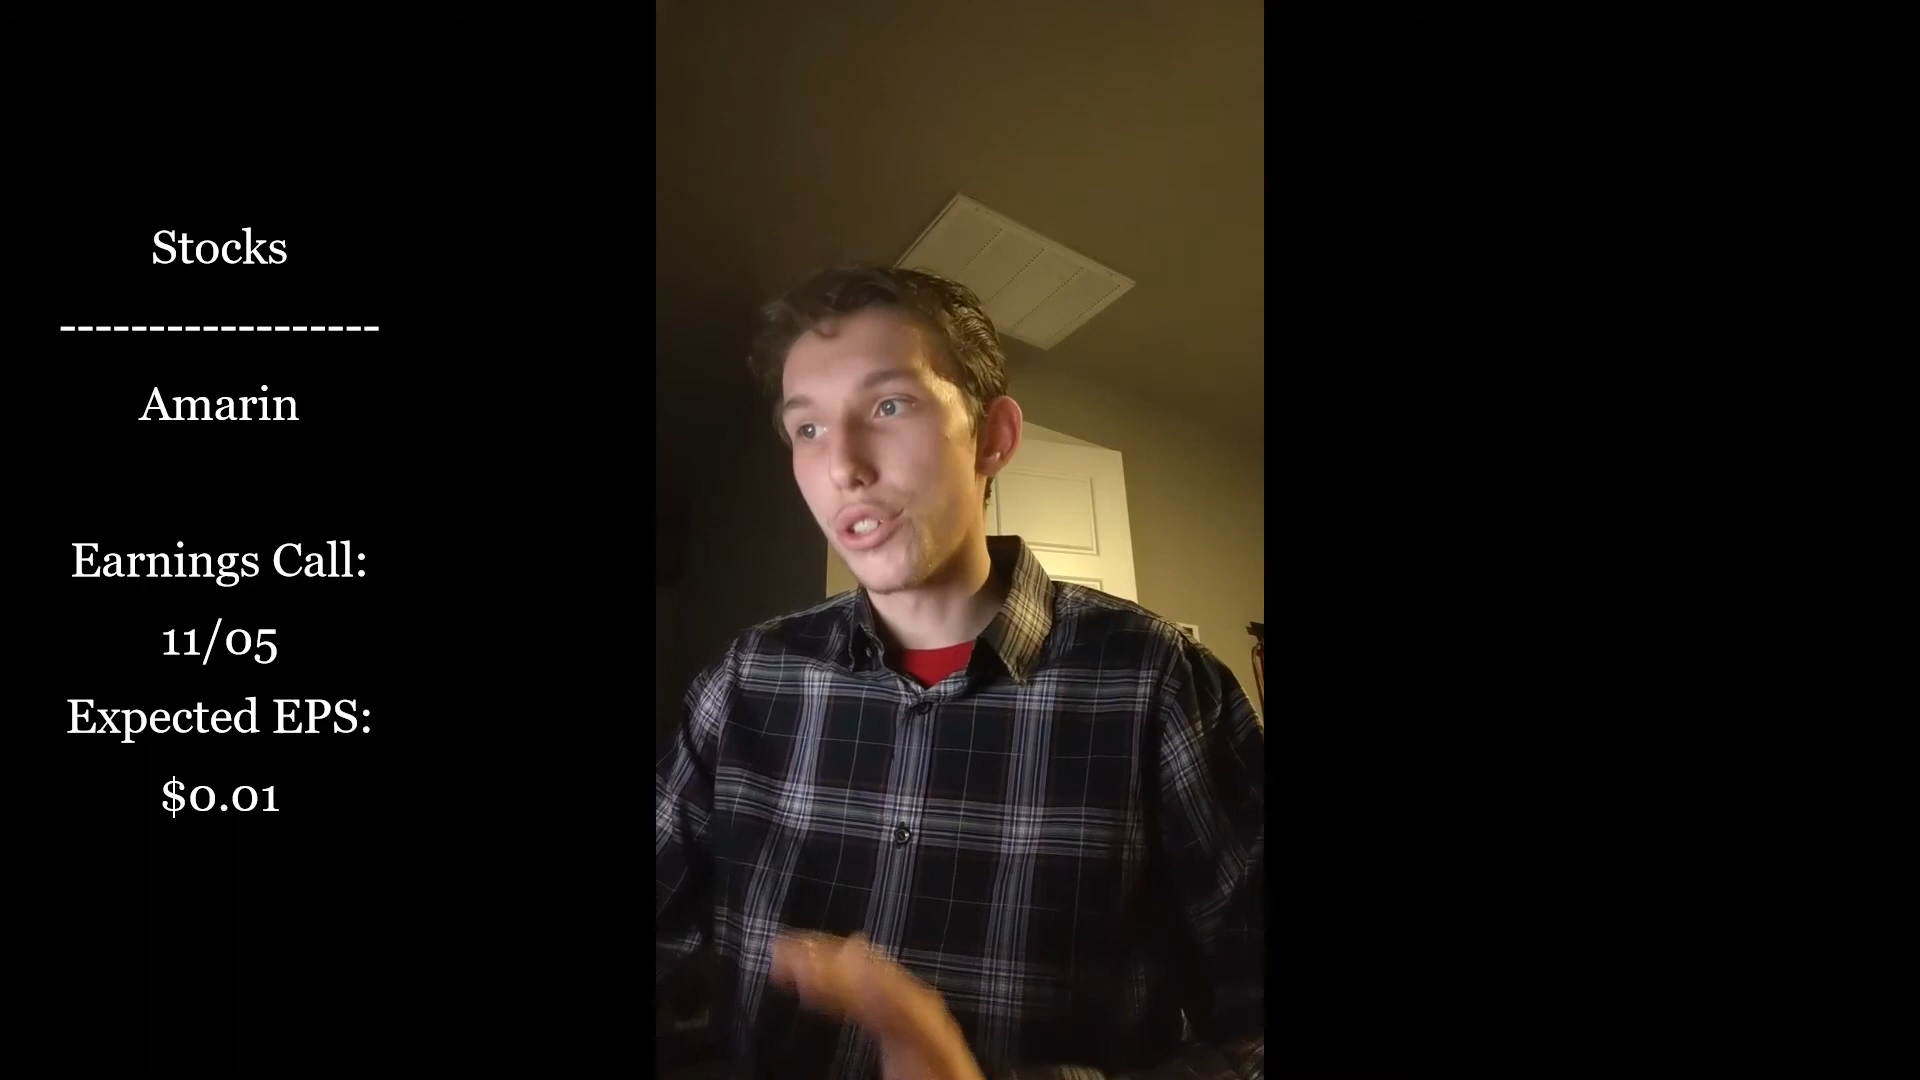 Stocks
------------------
Amarin
Earnings Call:
11/05
Expected EPS:
$0.01